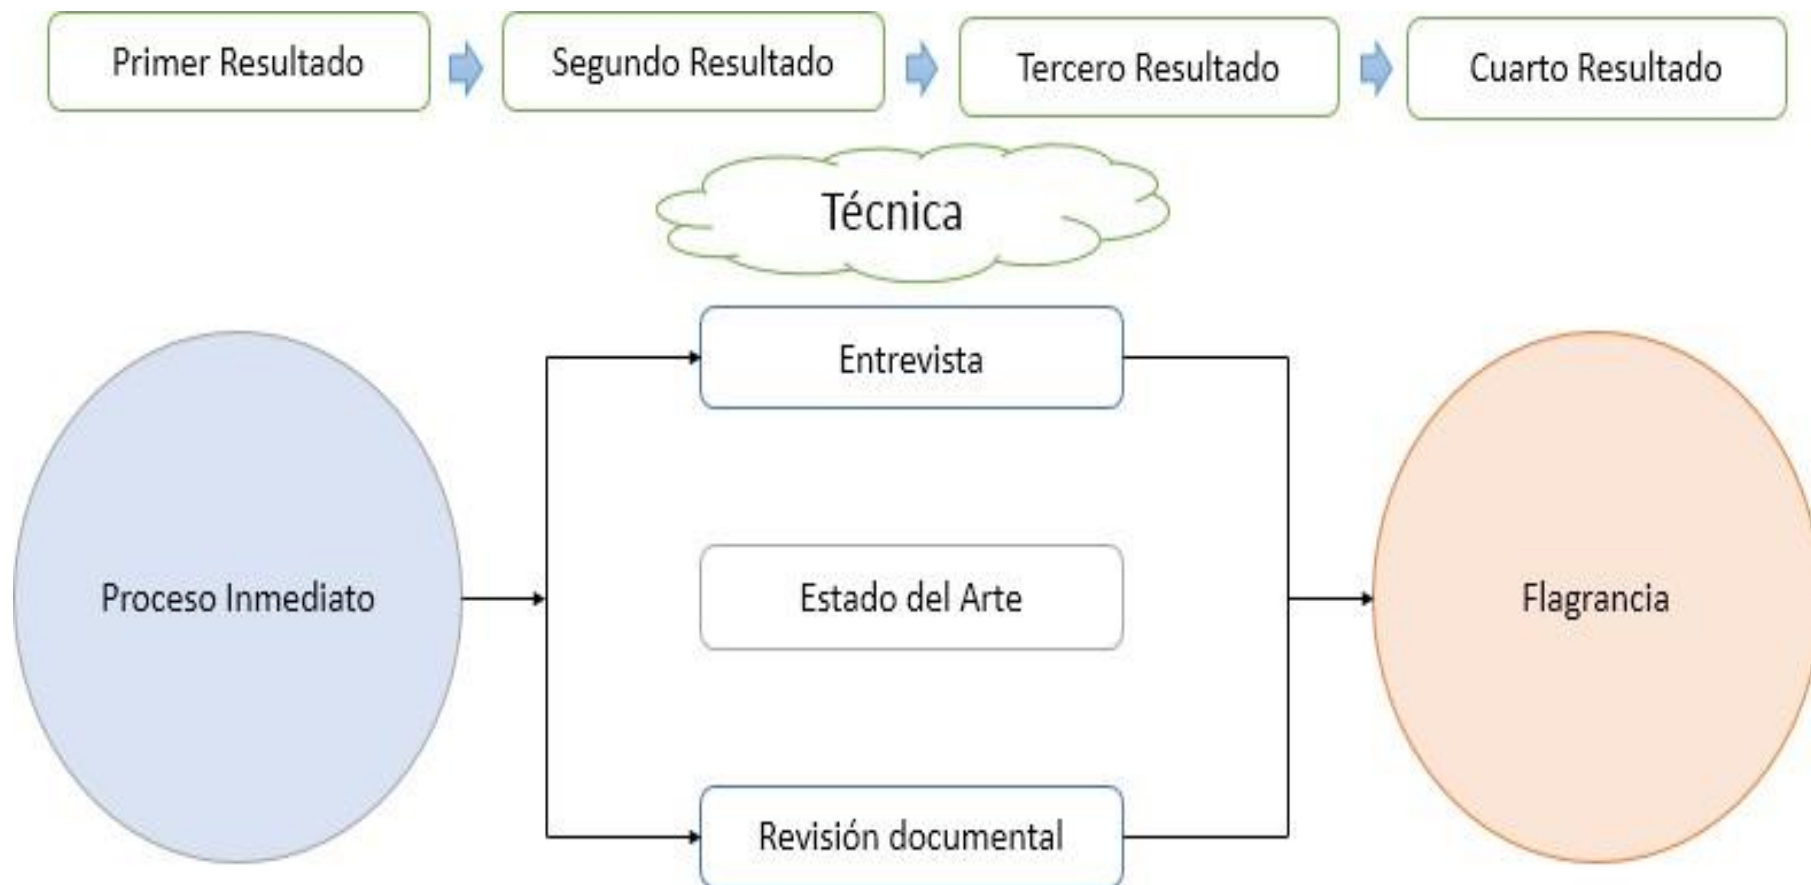 Primer Resultado
Segundo Resultado
Tercero Resultado
Cuarto Resultado
Técnica
Entrevista
Proceso Inmediato
Estado del Arte
Flagrancia
Revisión documental